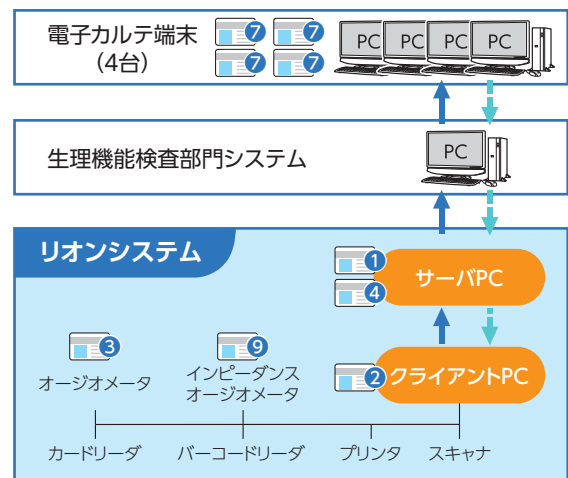 電子カルテ端末
（4台）
7 7
7 7
PC PC PC PC
生理機能検査部門システム
PC
リオンシステム
1
4
サーバPC
3
オージオメータ
9
インピーダンス
オージオメータ
2
クライアントPC
カードリーダ バーコードリーダ プリンタ スキャナ